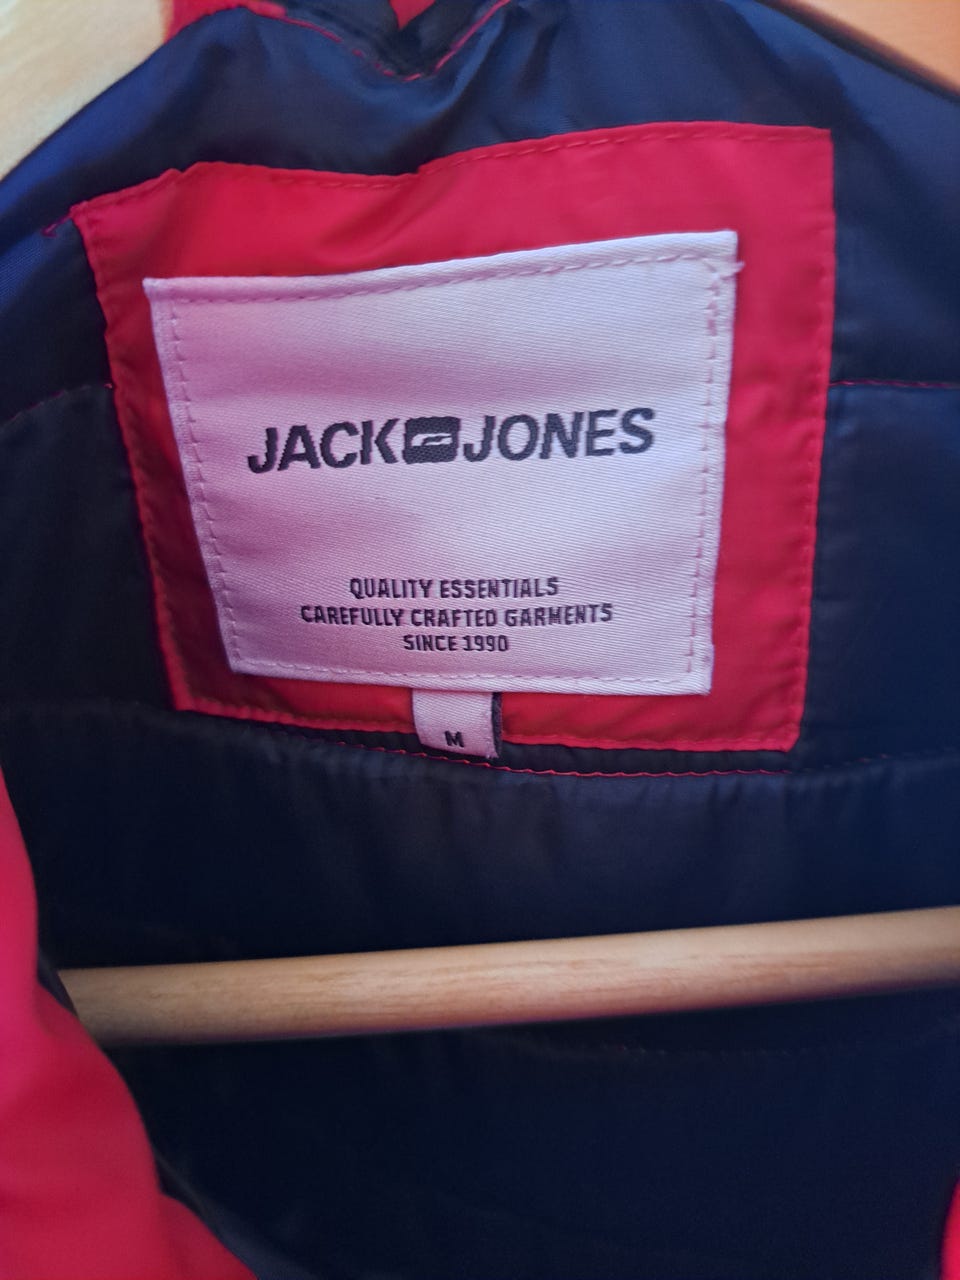 JACK JONES
QUALITY ESSENTIALS
CAREFULLY CRAFTED GARMENTS
SINCE 1990
M